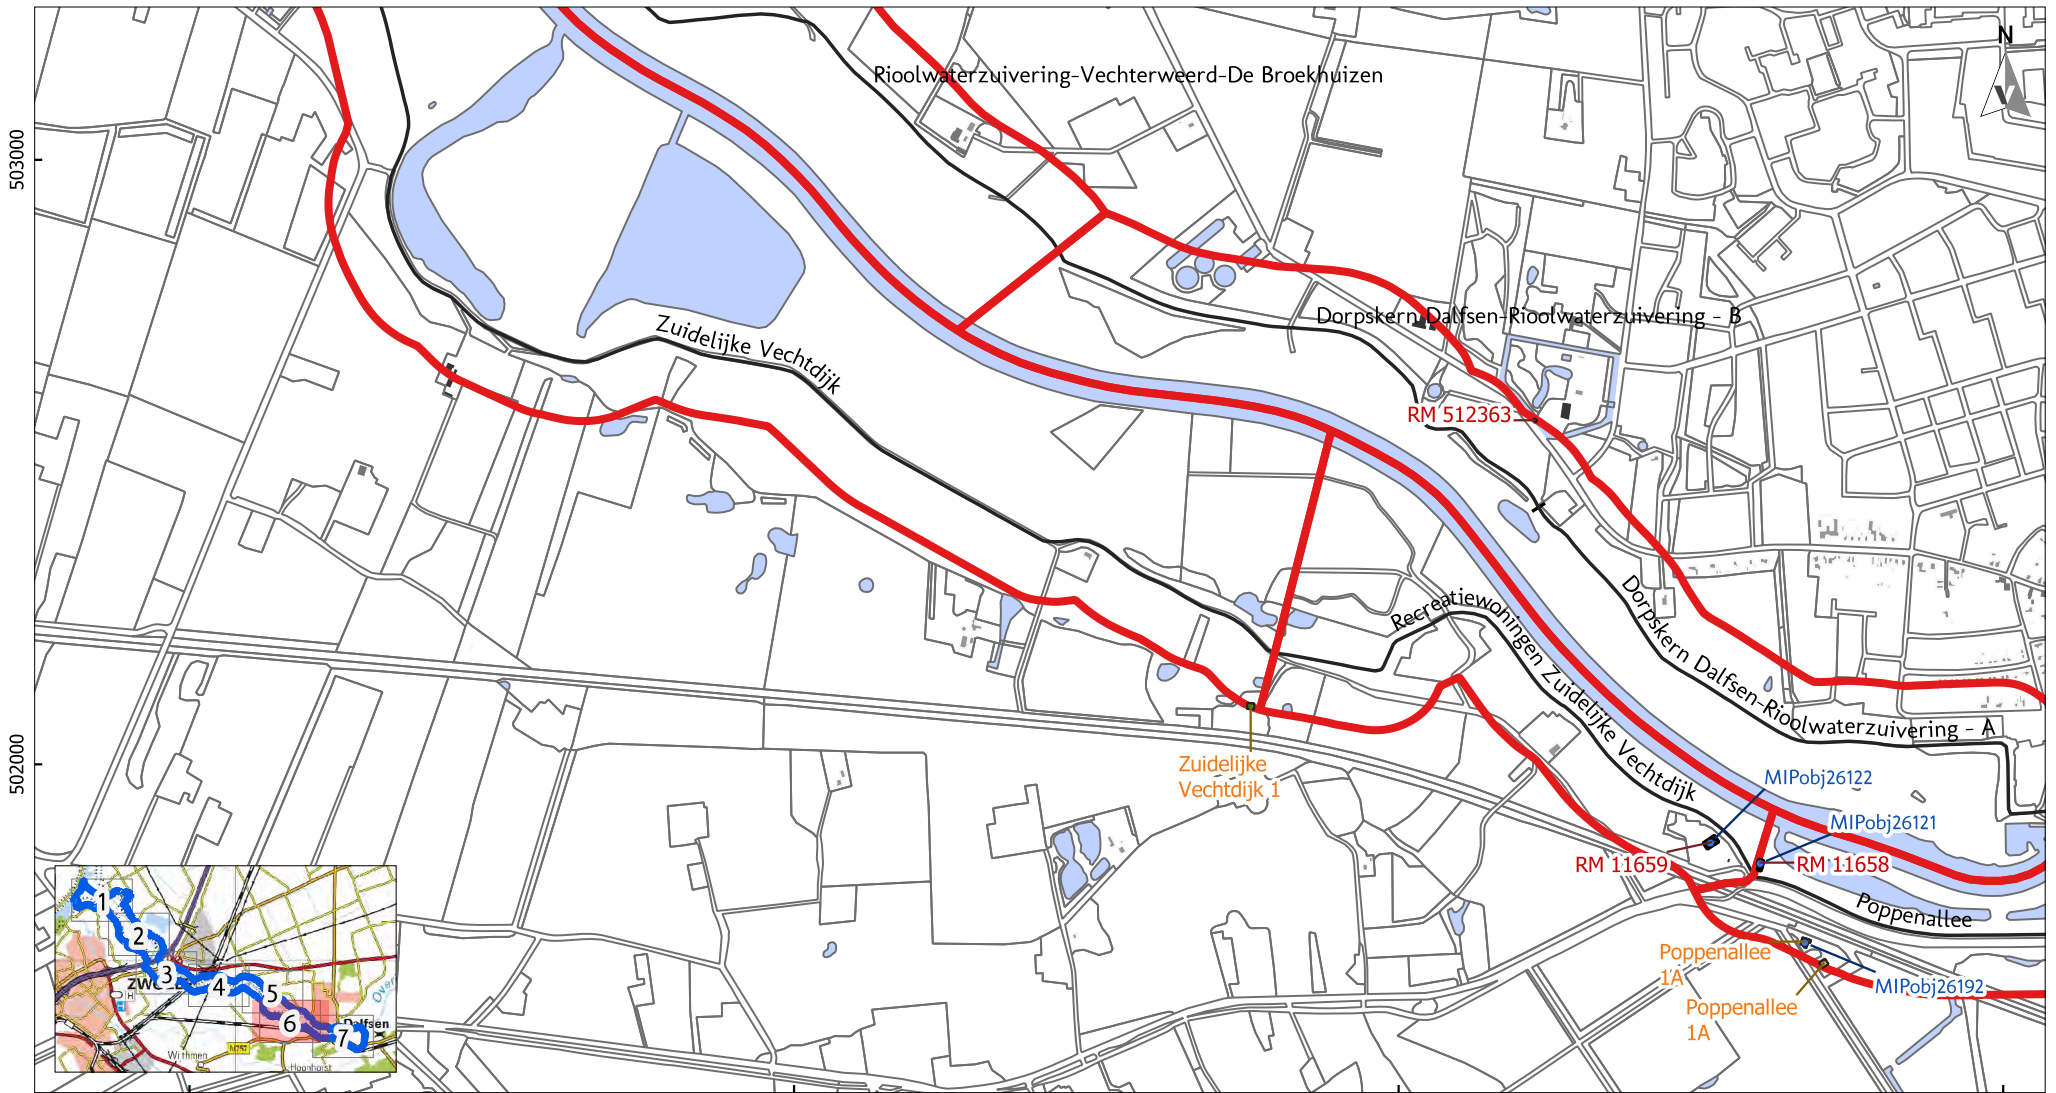 N
Rioolwaterzuivering-Vechterweerd-De Broekhuizen
503000
Dorpskern Dalfsen-Rioolwaterzuivering - B
Zuidelijke Vechtdijk
RM 512363
Recreatiewoningen Zuidelijke Vechtdijk
Dorpskern Dalfsen-Rioolwaterzuivering - A
502000
Zuidelijke
Vechtdijk 1
MIPobj26122
MIPobj26121
RM 11659
RM 11658
Poppenallee
Poppenallee
1A
MIPobj26192
Poppenallee
1A
1
2
3
4
5
6
7
Dalfsen
H
N757
Withmen
Hoonhorst